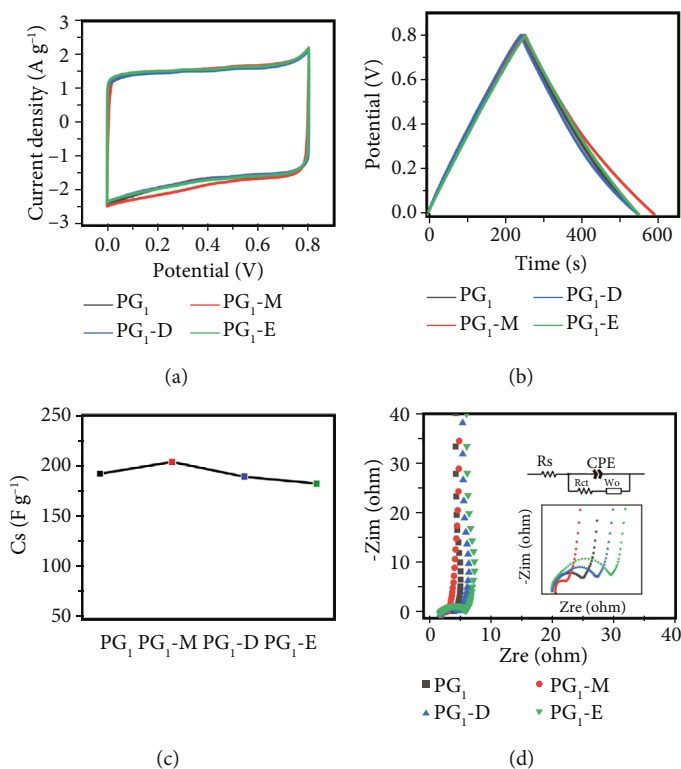 Current density (A g⁻¹)
3
2
1
0
−1
−2
−3
0.0 0.2 0.4 0.6 0.8
Potential (V)
PG₁ PG₁-M
PG₁-D PG₁-E
(a)
Potential (V)
0.8
0.6
0.4
0.2
0.0
0 200 400 600
Time (s)
PG₁ PG₁-D
PG₁-M PG₁-E
(b)
Cs (F g⁻¹)
250
200
150
100
50
PG₁ PG₁-M PG₁-D PG₁-E
(c)
-Zim (ohm)
40
30
20
10
0
Rs CPE
Rct Wo
-Zim (ohm)
Zre (ohm)
0 10 20 30 40
Zre (ohm)
PG₁ PG₁-M
PG₁-D PG₁-E
(d)